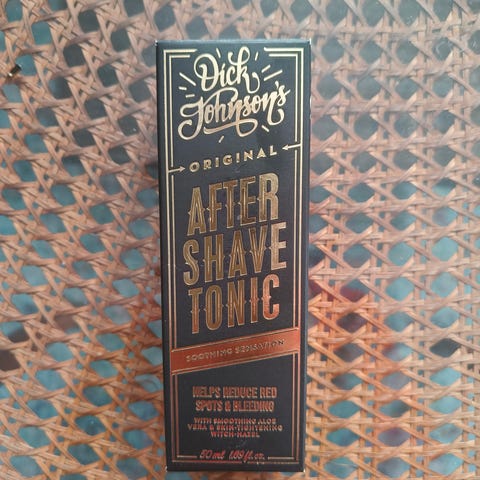 Dick
Johnson's
ORIGINAL
AFTER
SHAVE
TONIC
SOOTHING SENSATION
HELPS REDUCE RED
SPOTS & BLEEDING
WITH SMOOTHING ALOE
VERA & SKIN-TIGHTENING
WITCH-HAZEL
50 ml 1.69 fl. oz.